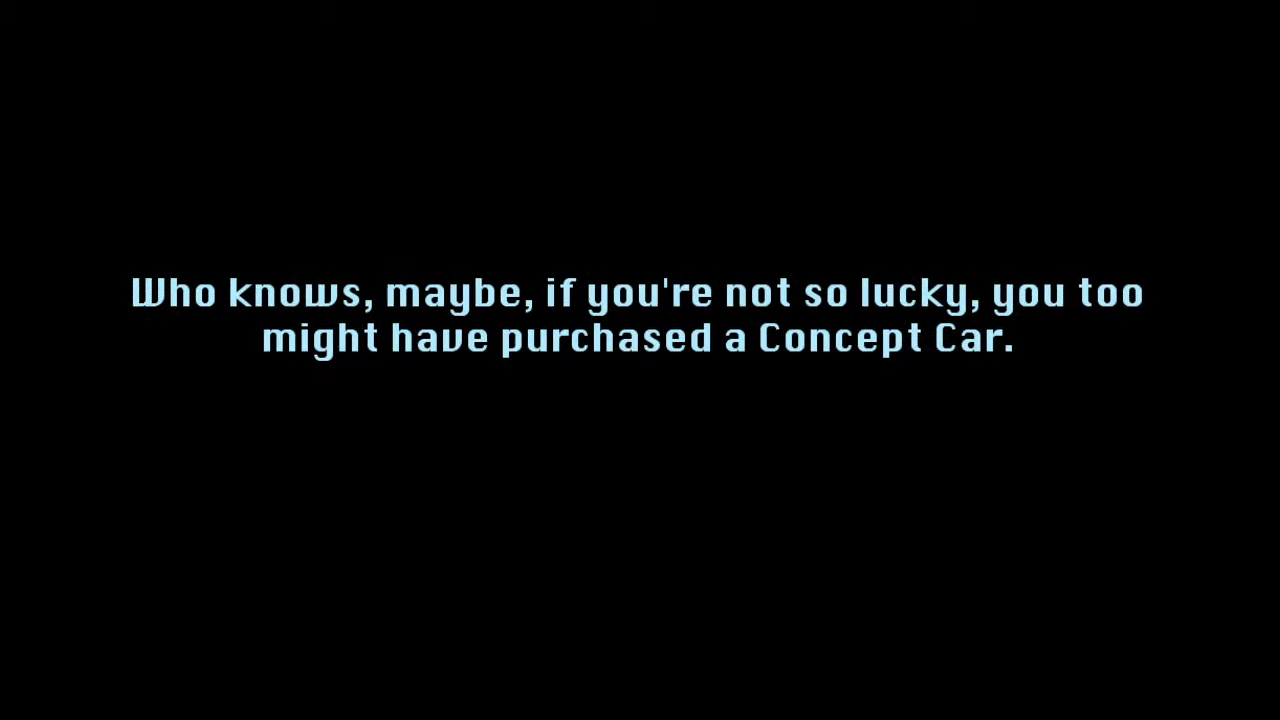 Who knows, maybe, if you're not so lucky, you too
might have purchased a Concept Car.